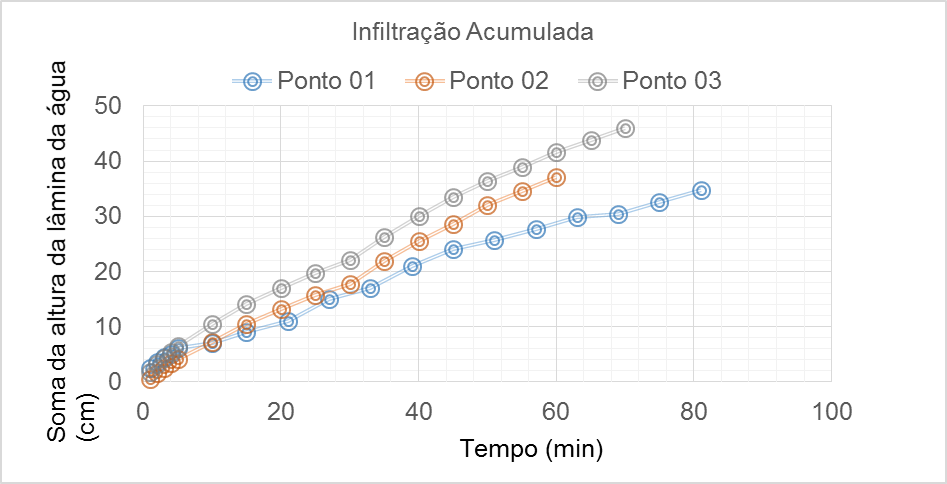 Infiltração Acumulada
Ponto 01 Ponto 02 Ponto 03
Soma da altura da lâmina da água
(cm)
50
40
30
20
10
0
0 20 40 60 80 100
Tempo (min)